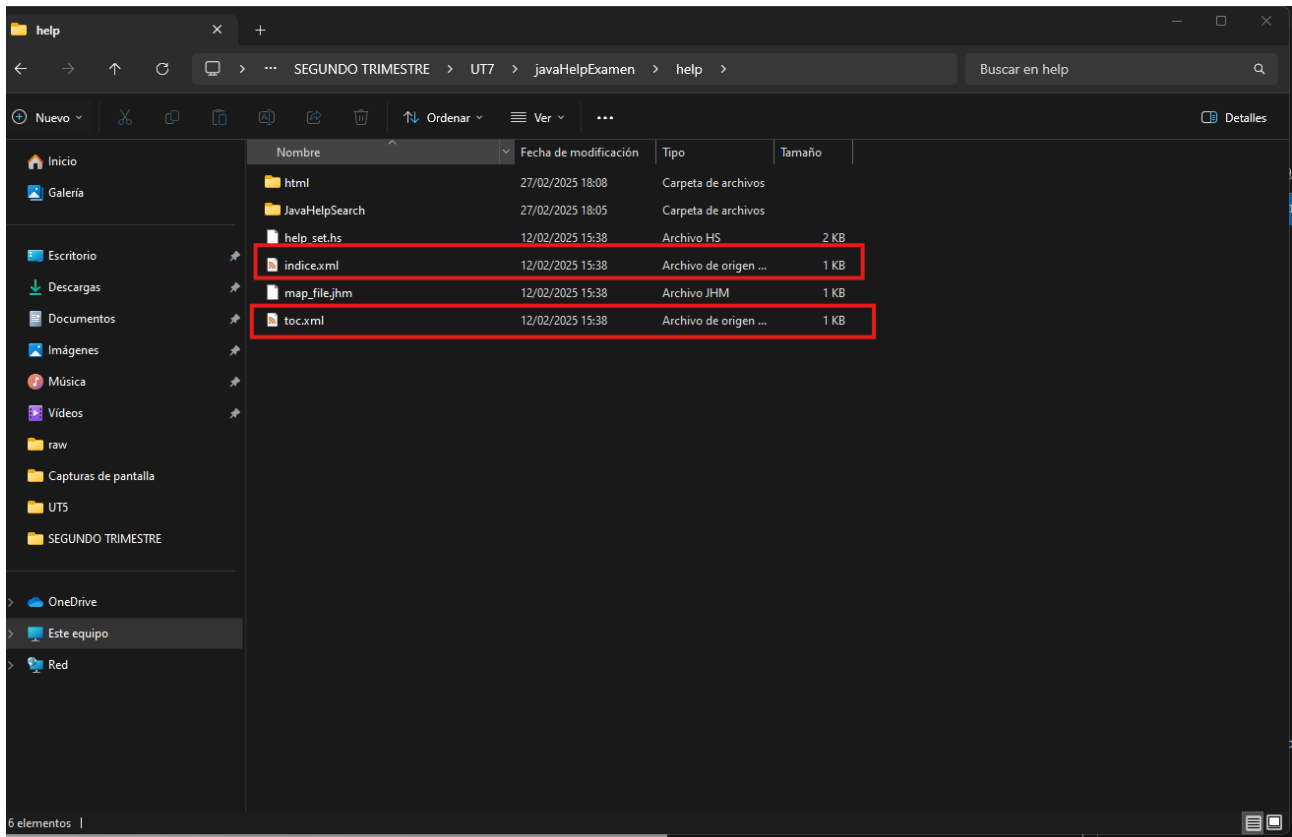 help
SEGUNDO TRIMESTRE > UT7 > javaHelpExamen > help >
Buscar en help
Nuevo
Ordenar
Ver
Detalles
Inicio
Galería
Escritorio
Descargas
Documentos
Imágenes
Música
Vídeos
raw
Capturas de pantalla
UT5
SEGUNDO TRIMESTRE
OneDrive
Este equipo
Red
Nombre Fecha de modificación Tipo Tamaño
html 27/02/2025 18:08 Carpeta de archivos
JavaHelpSearch 27/02/2025 18:05 Carpeta de archivos
help_set.hs 12/02/2025 15:38 Archivo HS 2 KB
indice.xml 12/02/2025 15:38 Archivo de origen ... 1 KB
map_file.jhm 12/02/2025 15:38 Archivo JHM 1 KB
toc.xml 12/02/2025 15:38 Archivo de origen ... 1 KB
6 elementos